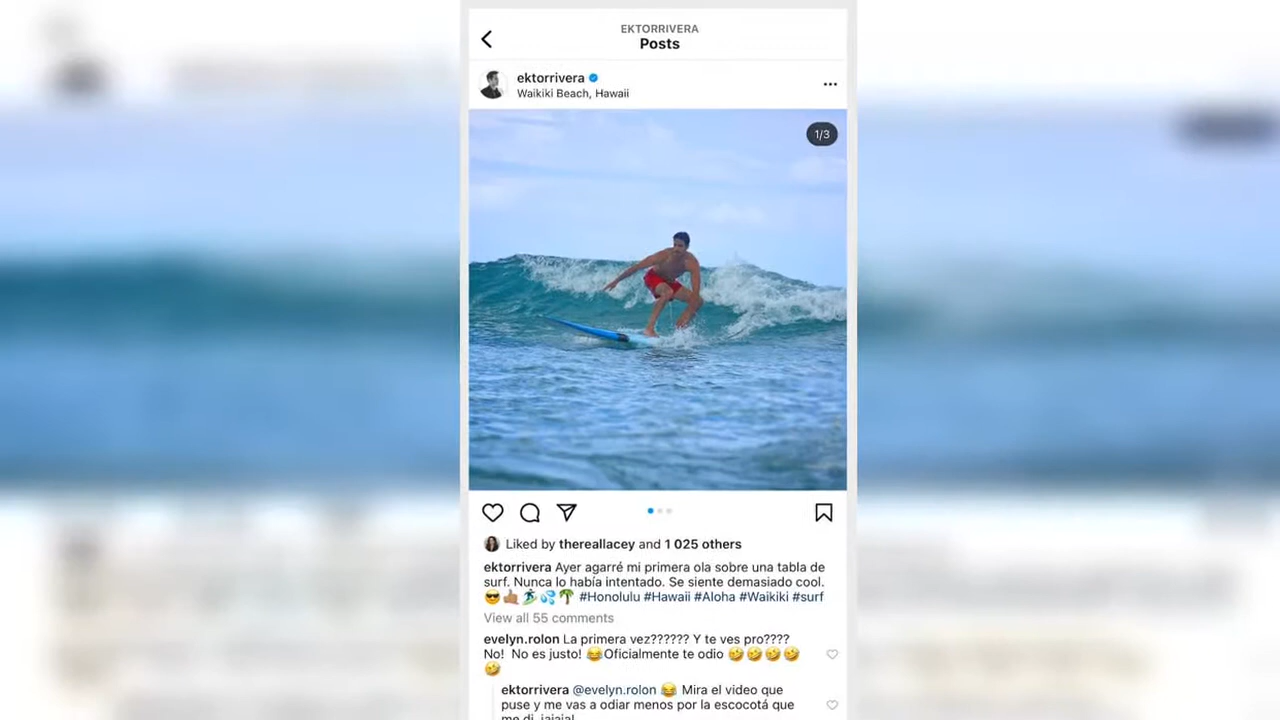 EKTORRIVERA
Posts
ektorrivera
Waikiki Beach, Hawaii
1/3
Liked by thereallacey and 1 025 others
ektorrivera Ayer agarré mi primera ola sobre una tabla de
surf. Nunca lo había intentado. Se siente demasiado cool.
😎🤙🏽🏄‍♂️💦🌴 #Honolulu #Hawaii #Aloha #Waikiki #surf
View all 55 comments
evelyn.rolon La primera vez?????? Y te ves pro????
No! No es justo! 😂Oficialmente te odio 🤣🤣🤣🤣
🤣
ektorrivera @evelyn.rolon 😂 Mira el video que
puse y me vas a odiar menos por la escocotá que
me di, jajaja!